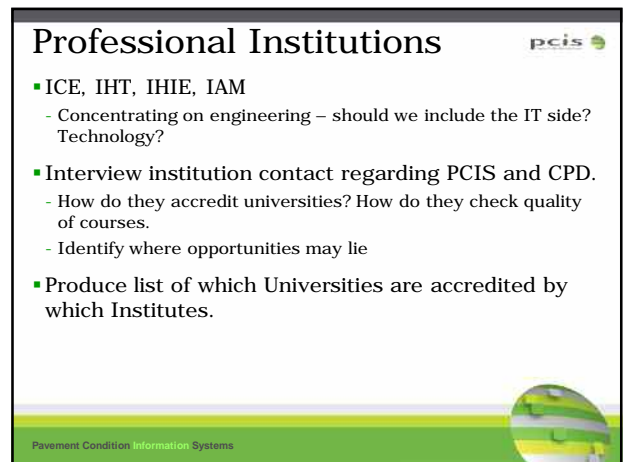 Professional Institutions
pcis
▪ ICE, IHT, IHIE, IAM
- Concentrating on engineering – should we include the IT side?
Technology?
▪ Interview institution contact regarding PCIS and CPD.
- How do they accredit universities? How do they check quality
of courses.
- Identify where opportunities may lie
▪ Produce list of which Universities are accredited by
which Institutes.
Pavement Condition Information Systems